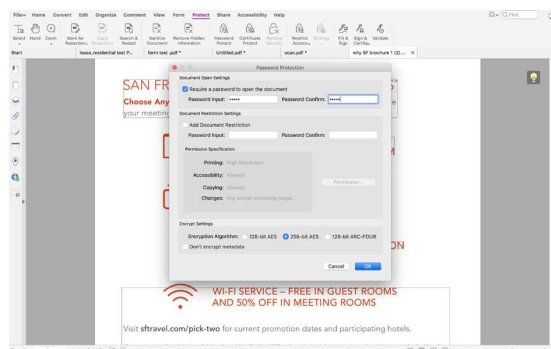 File Home Convert Edit Organize Comment View Form Protect Share Accessibility Help
Find
Select Hand Zoom Mark for Redaction Apply Redaction Search & Redact Sanitize Document Remove Hidden Information Password Protect Certificate Protect Remove Security Restrict Access Settings Fill & Sign Sign & Certify Validate
Start lease_residential test P... form test .pdf * Untitled.pdf * scan.pdf * why SF brochure 1 (2)....
Password Protection
Document Open Settings
Require a password to open the document
Password Input: ••••• Password Confirm: •••••
Document Restriction Settings
Add Document Restriction
Password Input: Password Confirm:
Permission Specification
Printing: High Resolution
Accessibility: Allowed
Copying: Allowed
Changes: Any except extracting pages
Permission...
Encrypt Settings
Encryption Algorithm: 128-bit AES 256-bit AES 128-bit ARC-FOUR
Don't encrypt metadata
Cancel OK
SAN FR
Choose Any
your meeting
ON
WI-FI SERVICE – FREE IN GUEST ROOMS
AND 50% OFF IN MEETING ROOMS
Visit sftravel.com/pick-two for current promotion dates and participating hotels.